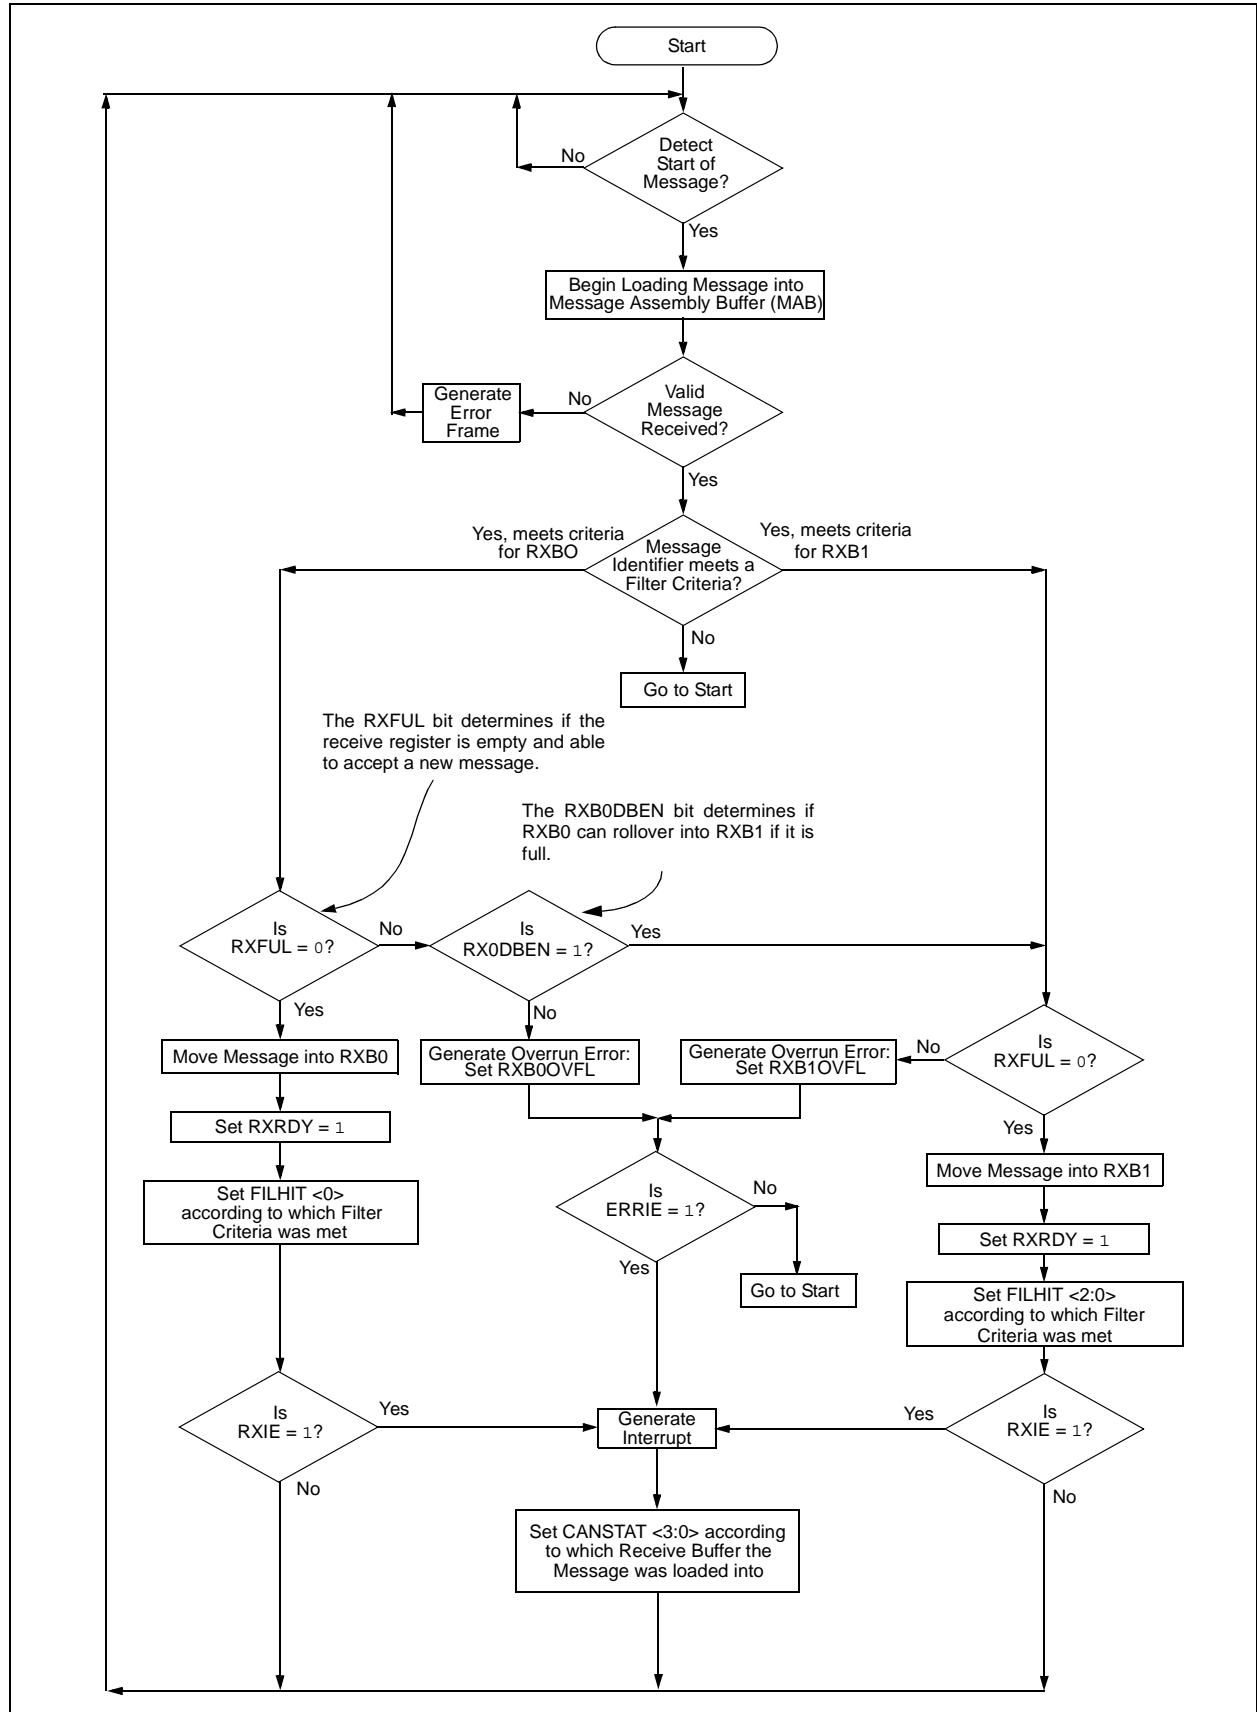 Start
Detect
Start of
Message?
No
Yes
Begin Loading Message into
Message Assembly Buffer (MAB)
Valid
Message
Received?
No
Generate
Error
Frame
Yes
Message
Identifier meets a
Filter Criteria?
Yes, meets criteria
for RXBO
Yes, meets criteria
for RXB1
No
Go to Start
The RXFUL bit determines if the
receive register is empty and able
to accept a new message.
The RXB0DBEN bit determines if
RXB0 can rollover into RXB1 if it is
full.
Is
RXFUL = 0?
No
Is
RX0DBEN = 1?
Yes
Yes
No
Move Message into RXB0
Generate Overrun Error:
Set RXB0OVFL
Generate Overrun Error:
Set RXB1OVFL
No
Is
RXFUL = 0?
Set RXRDY = 1
Yes
Move Message into RXB1
Set FILHIT <0>
according to which Filter
Criteria was met
Is
ERRIE = 1?
No
Set RXRDY = 1
Yes
Go to Start
Set FILHIT <2:0>
according to which Filter
Criteria was met
Is
RXIE = 1?
Yes
Generate
Interrupt
Yes
Is
RXIE = 1?
No
No
Set CANSTAT <3:0> according
to which Receive Buffer the
Message was loaded into